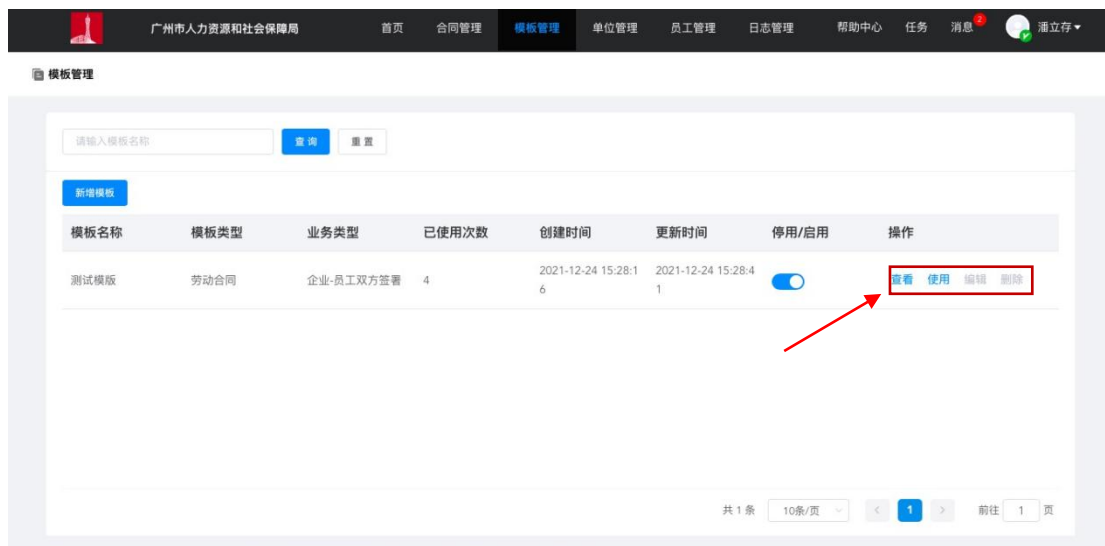 广州市人力资源和社会保障局 首页 合同管理 模板管理 单位管理 员工管理 日志管理 帮助中心 任务 消息 2 潘立存
模板管理
请输入模板名称 查询 重置
新增模板
模板名称 模板类型 业务类型 已使用次数 创建时间 更新时间 停用/启用 操作
测试模版 劳动合同 企业-员工双方签署 4 2021-12-24 15:28:1 2021-12-24 15:28:4 查看 使用 编辑 删除
6 1
共 1 条 10条/页 < 1 > 前往 1 页